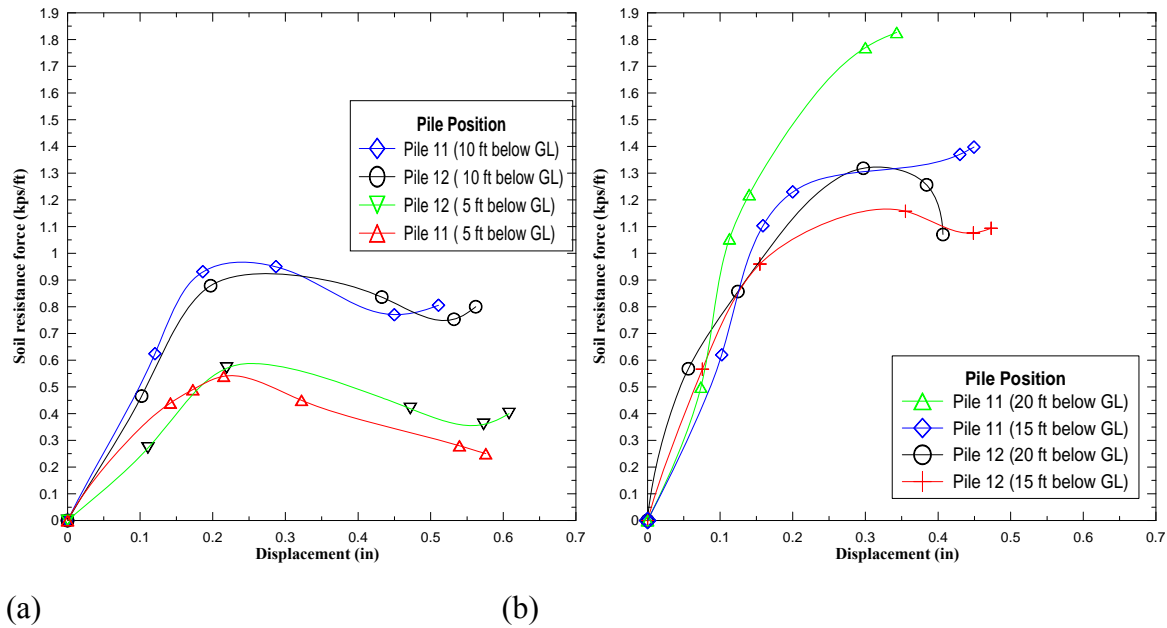 1.9
1.8
1.7
1.6
1.5
1.4
1.3
1.2
1.1
1
0.9
0.8
0.7
0.6
0.5
0.4
0.3
0.2
0.1
0
Soil resistance force (kps/ft)
Pile Position
Pile 11 (10 ft below GL)
Pile 12 ( 10 ft below GL)
Pile 12 ( 5 ft below GL)
Pile 11 ( 5 ft below GL)
0 0.1 0.2 0.3 0.4 0.5 0.6 0.7
Displacement (in)
(a)
1.9
1.8
1.7
1.6
1.5
1.4
1.3
1.2
1.1
1
0.9
0.8
0.7
0.6
0.5
0.4
0.3
0.2
0.1
0
Soil resistance force (kps/ft)
Pile Position
Pile 11 (20 ft below GL)
Pile 11 (15 ft below GL)
Pile 12 (20 ft below GL)
Pile 12 (15 ft below GL)
0 0.1 0.2 0.3 0.4 0.5 0.6 0.7
Displacement (in)
(b)